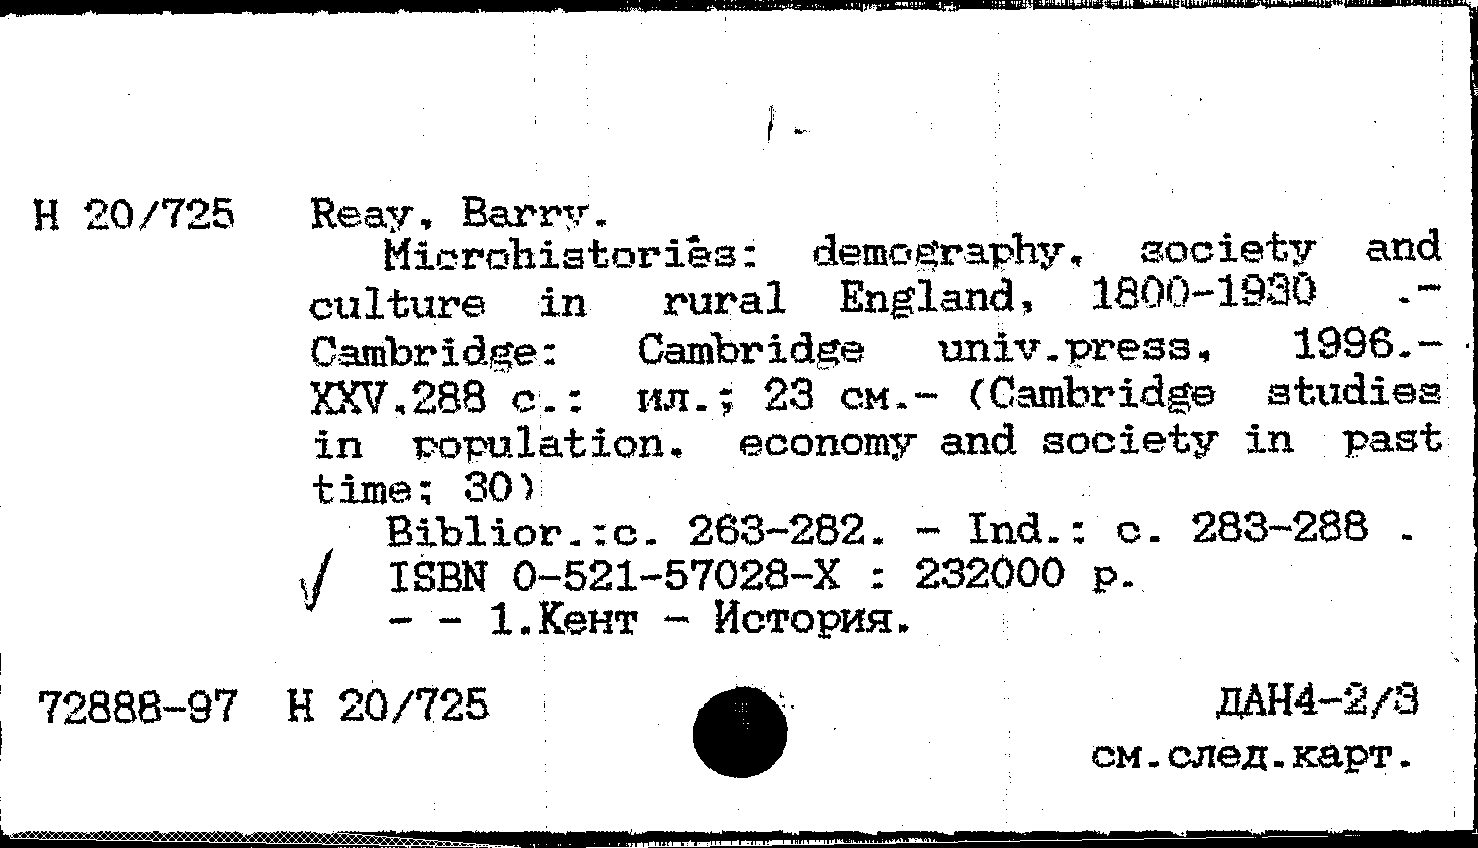 Н 20/725 Reay, Barry.
Microhistories: demography, society and
culture in rural England, 1800-1930 .-
Cambridge: Cambridge univ.press, 1996.-
XXV,288 с.: ил.; 23 см.- (Cambridge studies
in population, economy and society in past
time; 30)
Bibliogr.:с. 263-282. - Ind.: с. 283-288 .
ISBN 0-521-57028-X : 232000 р.
- - 1.Кент - История.
72888-97 Н 20/725 ДАН4-2/3
см.след.карт.